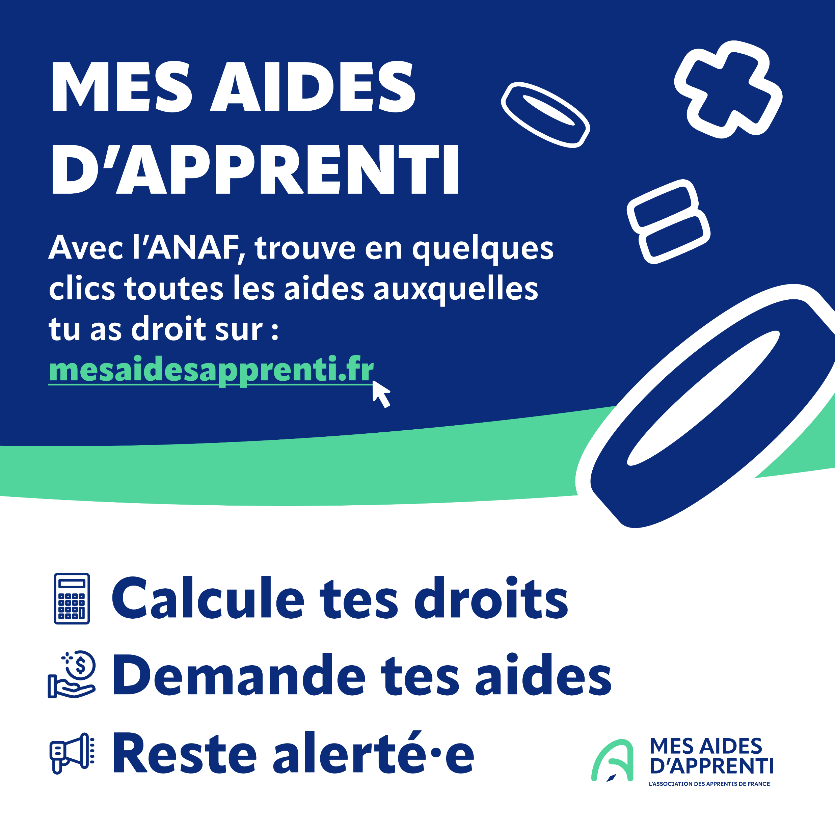 MES AIDES
D'APPRENTI
Avec l'ANAF, trouve en quelques
clics toutes les aides auxquelles
tu as droit sur :
mesaidesapprenti.fr
Calcule tes droits
$
Demande tes aides
Reste alerté·e
MES AIDES
D'APPRENTI
L'ASSOCIATION DES APPRENTIS DE FRANCE